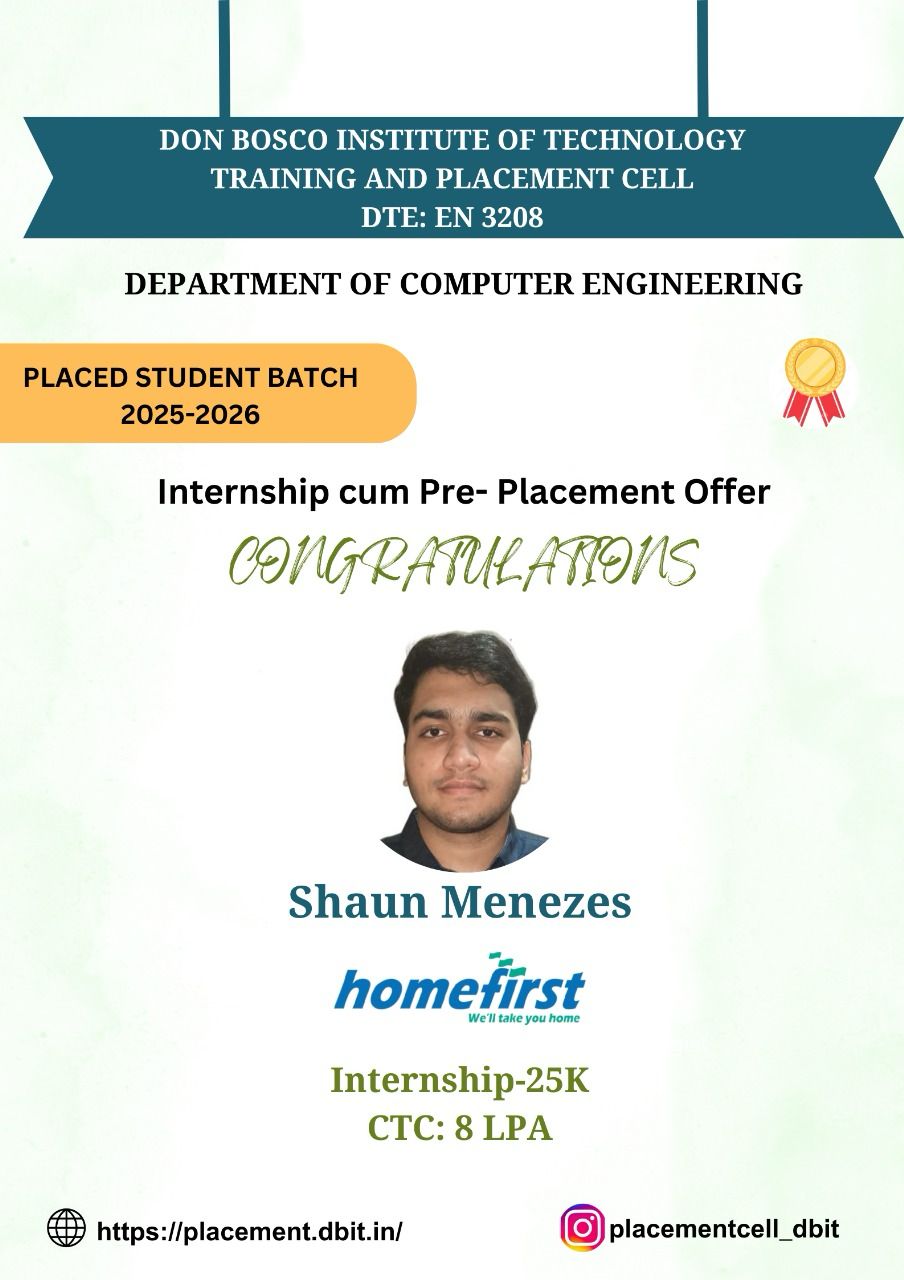 DON BOSCO INSTITUTE OF TECHNOLOGY
TRAINING AND PLACEMENT CELL
DTE: EN 3208
DEPARTMENT OF COMPUTER ENGINEERING
PLACED STUDENT BATCH
2025-2026
Internship cum Pre- Placement Offer
CONGRATULATIONS
Shaun Menezes
homefirst
We'll take you home
Internship-25K
CTC: 8 LPA
https://placement.dbit.in/
placementcell_dbit